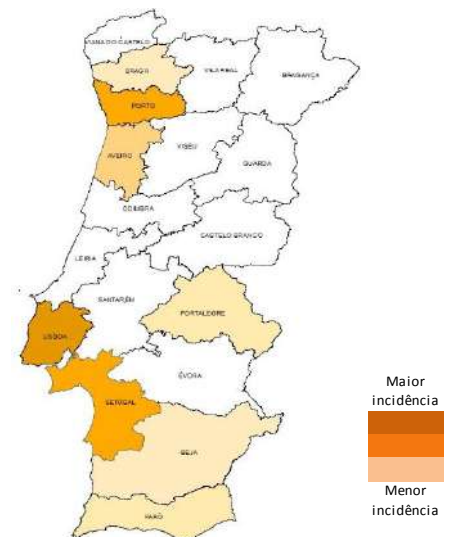 VIANA DO CASTELO
BRAGA
VILA REAL
BRAGANÇA
PORTO
AVEIRO
VISEU
GUARDA
COIMBRA
CASTELO BRANCO
LEIRIA
SANTARÉM
PORTALEGRE
LISBOA
ÉVORA
SETÚBAL
BEJA
FARO
Maior
incidência
Menor
incidência